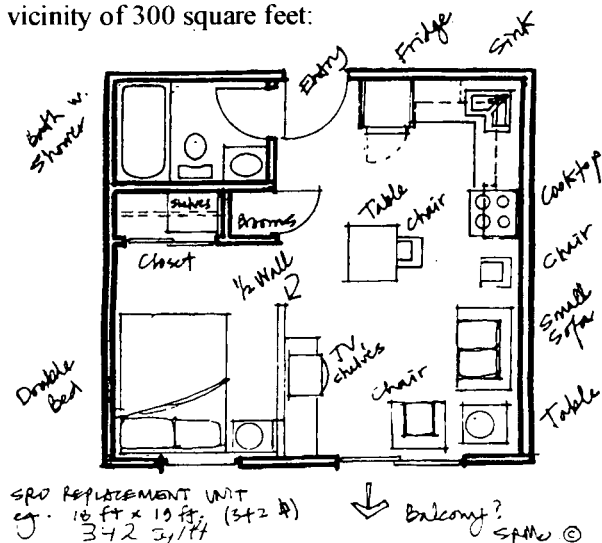 vicinity of 300 square feet:
Entry
Fridge
Sink
Bath w.
Shower
Shelves
Brooms
Closet
Table
Chair
Cooktop
Chair
1/2 Wall
Small
Sofa
TV,
shelves
Chair
Double
Bed
Table
SRO REPLACEMENT UNIT
eg. 18 ft x 19 ft. (342 ⌀)
342 sq/ft
Balcony?
©